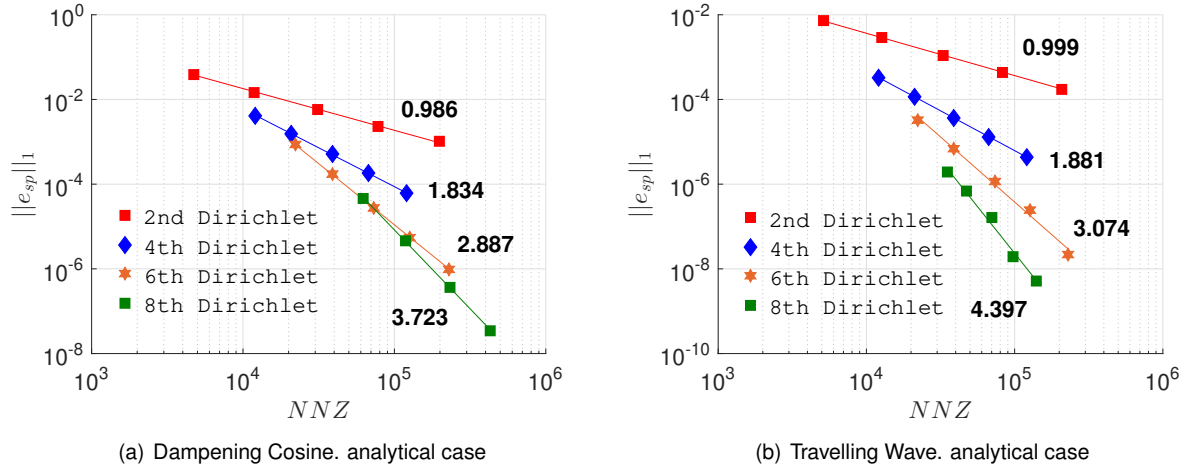 10^0
10^-2
10^-4
10^-6
10^-8
||e_sp||_1
0.986
1.834
2.887
3.723
2nd Dirichlet
4th Dirichlet
6th Dirichlet
8th Dirichlet
10^3 10^4 10^5 10^6
NNZ
(a) Dampening Cosine. analytical case
10^-2
10^-4
10^-6
10^-8
10^-10
||e_sp||_1
0.999
1.881
3.074
4.397
2nd Dirichlet
4th Dirichlet
6th Dirichlet
8th Dirichlet
10^3 10^4 10^5 10^6
NNZ
(b) Travelling Wave. analytical case